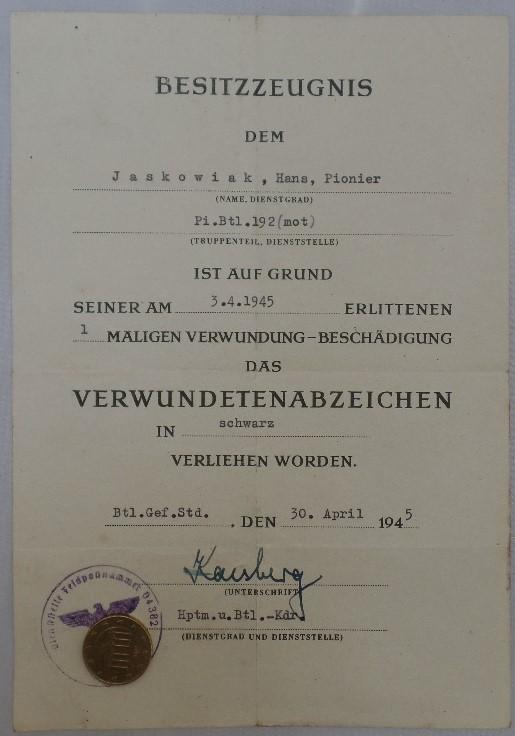 BESITZZEUGNIS
DEM
Jaskowiak, Hans, Pionier
(NAME, DIENSTGRAD)
Pi.Btl.192(mot)
(TRUPPENTEIL, DIENSTSTELLE)
IST AUF GRUND
SEINER AM 3.4.1945 ERLITTENEN
1 MALIGEN VERWUNDUNG–BESCHÄDIGUNG
DAS
VERWUNDETENABZEICHEN
IN schwarz
VERLIEHEN WORDEN.
Btl.Gef.Std. , DEN 30. April 1945
(UNTERSCHRIFT)
Hptm.u.Btl.-Kdr.
(DIENSTGRAD UND DIENSTSTELLE)
Dienststelle Feldpostnummer